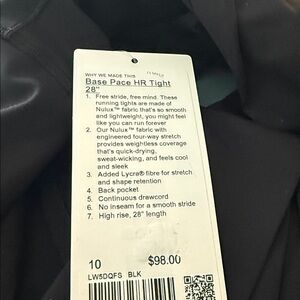 WHY WE MADE THIS
Base Pace HR Tight
28"
1. Free stride, free mind. These
running tights are made of
Nulux™ fabric that's so smooth
and lightweight, you might feel
like you can run forever
2. Our Nulux™ fabric with
engineered four-way stretch
provides weightless coverage
that's quick-drying,
sweat-wicking, and feels cool
and sleek
3. Added Lycra® fibre for stretch
and shape retention
4. Back pocket
5. Continuous drawcord
6. No inseam for a smooth stride
7. High rise, 28" length
10 $98.00
LW5DQFS BLK